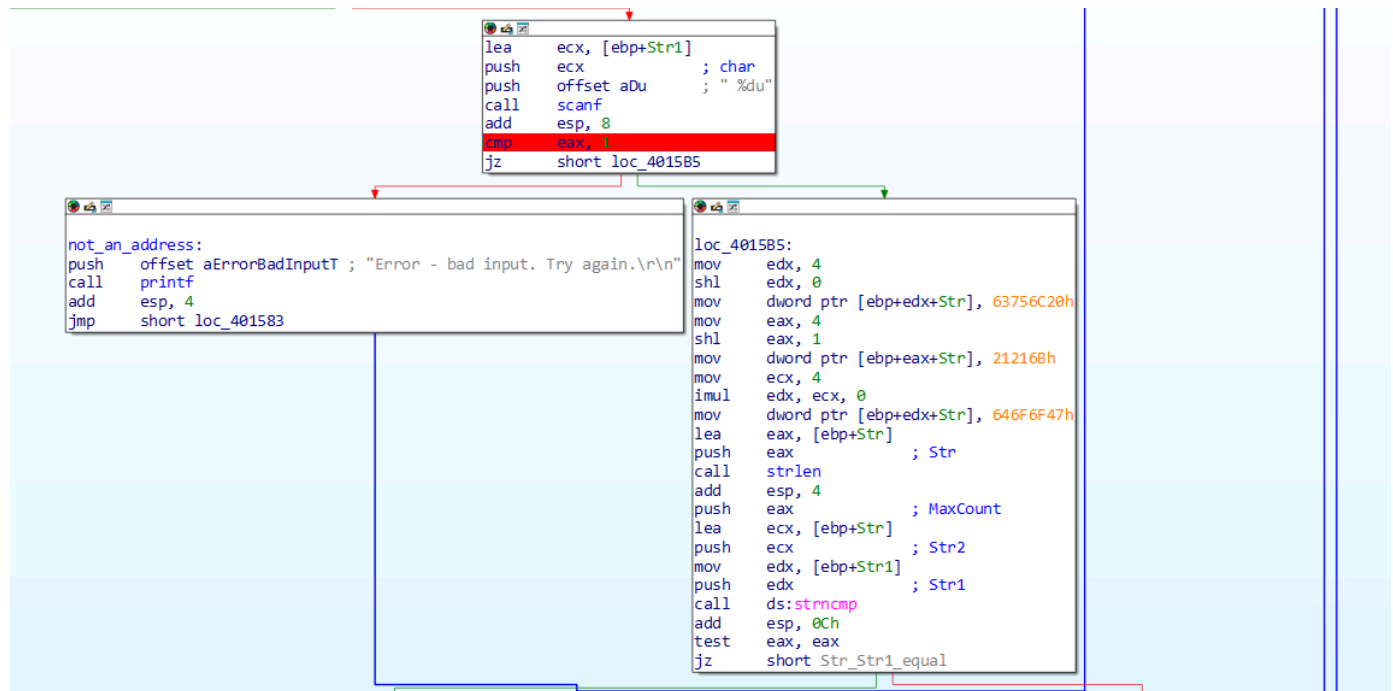 lea ecx, [ebp+Str1]
push ecx ; char
push offset aDu ; " %du"
call scanf
add esp, 8
cmp eax, 1
jz short loc_4015B5
not_an_address:
push offset aErrorBadInputT ; "Error - bad input. Try again.\r\n"
call printf
add esp, 4
jmp short loc_401583
loc_4015B5:
mov edx, 4
shl edx, 0
mov dword ptr [ebp+edx+Str], 63756C20h
mov eax, 4
shl eax, 1
mov dword ptr [ebp+eax+Str], 21216Bh
mov ecx, 4
imul edx, ecx, 0
mov dword ptr [ebp+edx+Str], 646F6F47h
lea eax, [ebp+Str]
push eax ; Str
call strlen
add esp, 4
push eax ; MaxCount
lea ecx, [ebp+Str]
push ecx ; Str2
mov edx, [ebp+Str1]
push edx ; Str1
call ds:strncmp
add esp, 0Ch
test eax, eax
jz short Str_Str1_equal